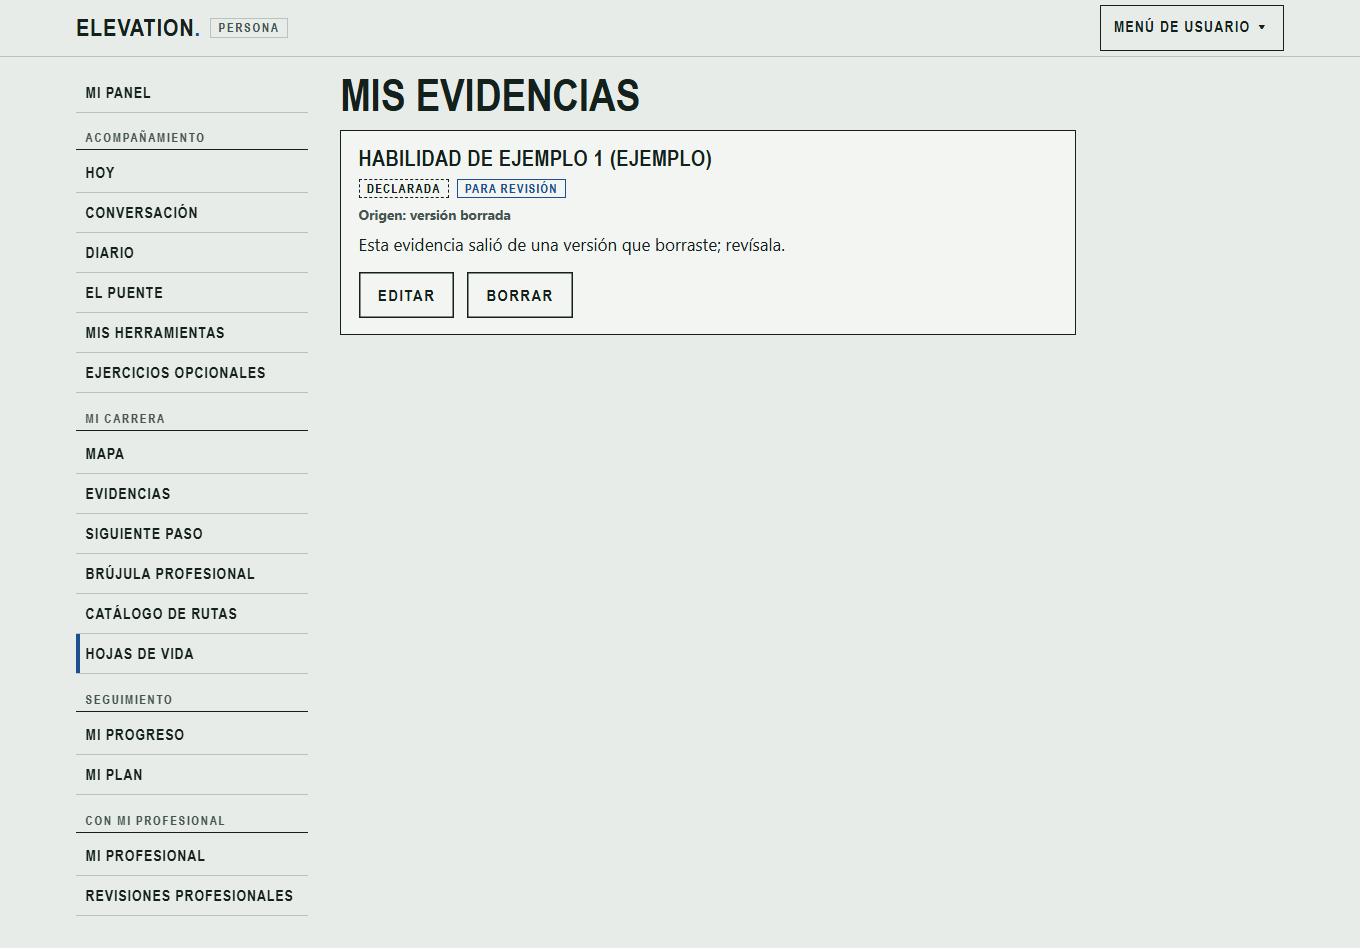 ELEVATION. PERSONA
MENÚ DE USUARIO
MI PANEL
ACOMPAÑAMIENTO
HOY
CONVERSACIÓN
DIARIO
EL PUENTE
MIS HERRAMIENTAS
EJERCICIOS OPCIONALES
MI CARRERA
MAPA
EVIDENCIAS
SIGUIENTE PASO
BRÚJULA PROFESIONAL
CATÁLOGO DE RUTAS
HOJAS DE VIDA
SEGUIMIENTO
MI PROGRESO
MI PLAN
CON MI PROFESIONAL
MI PROFESIONAL
REVISIONES PROFESIONALES
MIS EVIDENCIAS
HABILIDAD DE EJEMPLO 1 (EJEMPLO)
DECLARADA PARA REVISIÓN
Origen: versión borrada
Esta evidencia salió de una versión que borraste; revísala.
EDITAR BORRAR